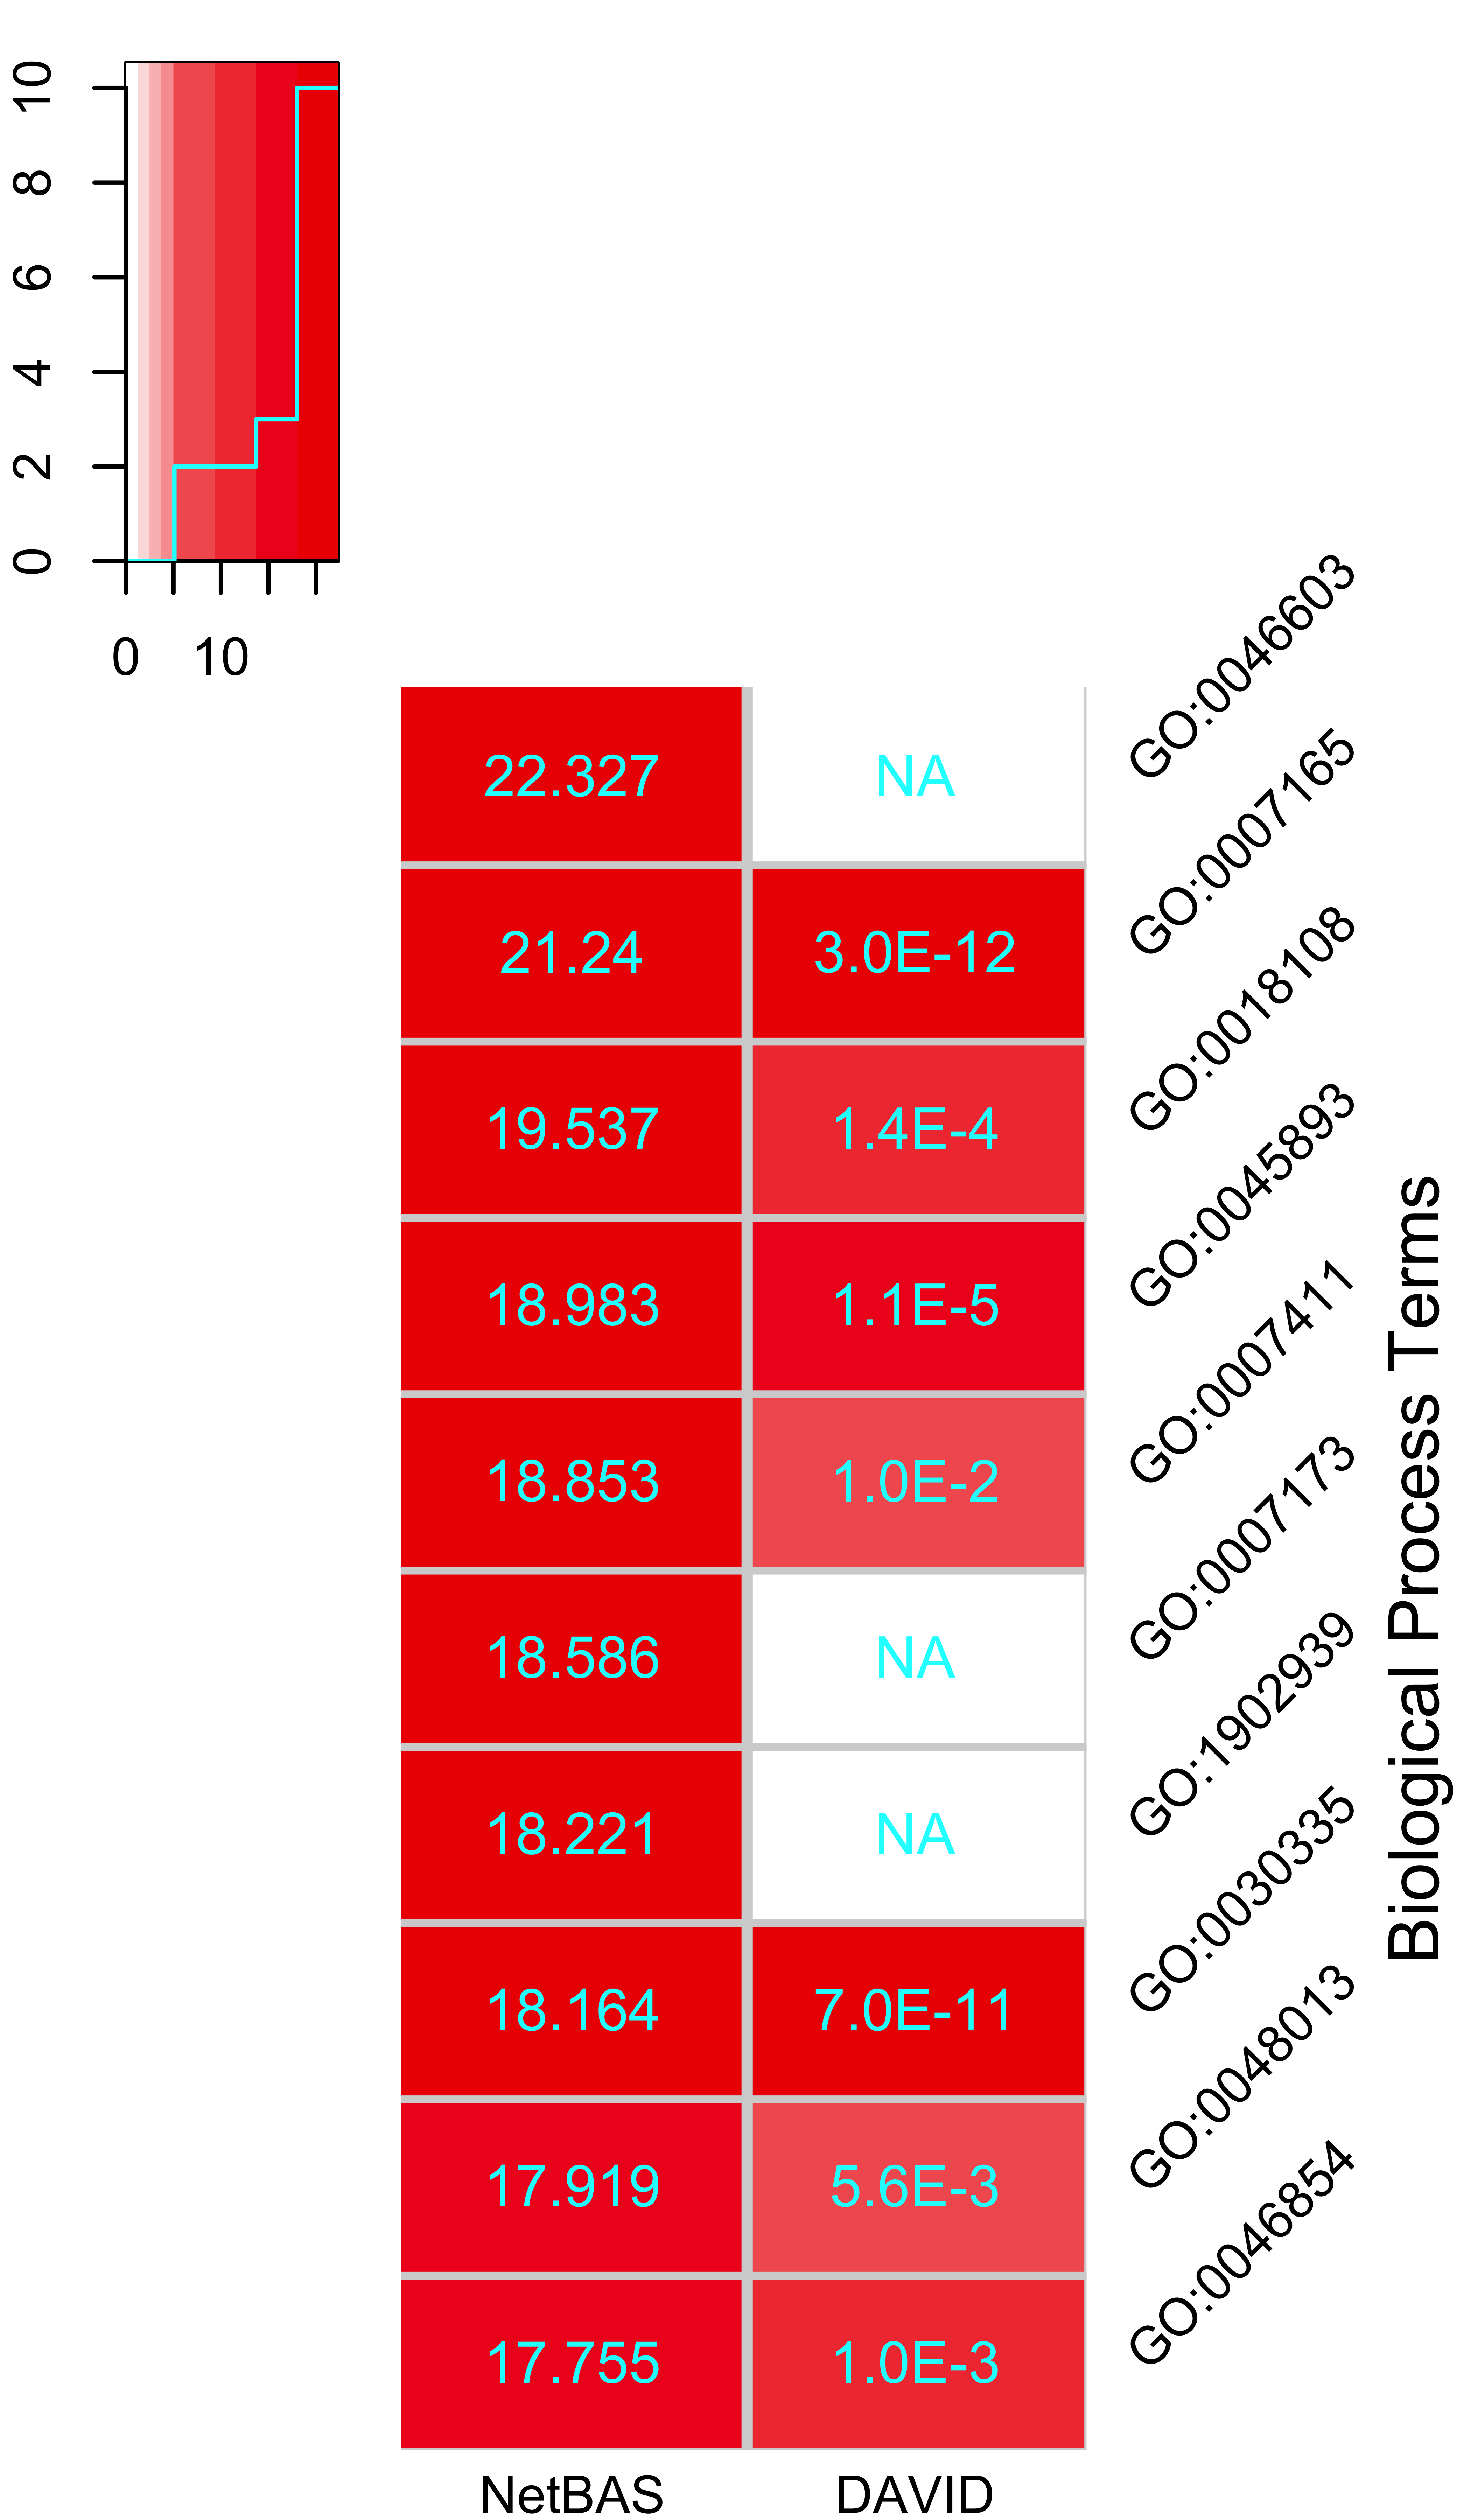 10
8
6
4
2
0
0 10
22.327 NA GO:0046603
21.24 3.0E-12 GO:0007165
19.537 1.4E-4 GO:0018108
18.983 1.1E-5 GO:0045893
18.853 1.0E-2 GO:0007411
18.586 NA GO:0007173
18.221 NA GO:1902939
18.164 7.0E-11 GO:0030335
17.919 5.6E-3 GO:0048013
17.755 1.0E-3 GO:0046854
Biological Process Terms
NetBAS DAVID